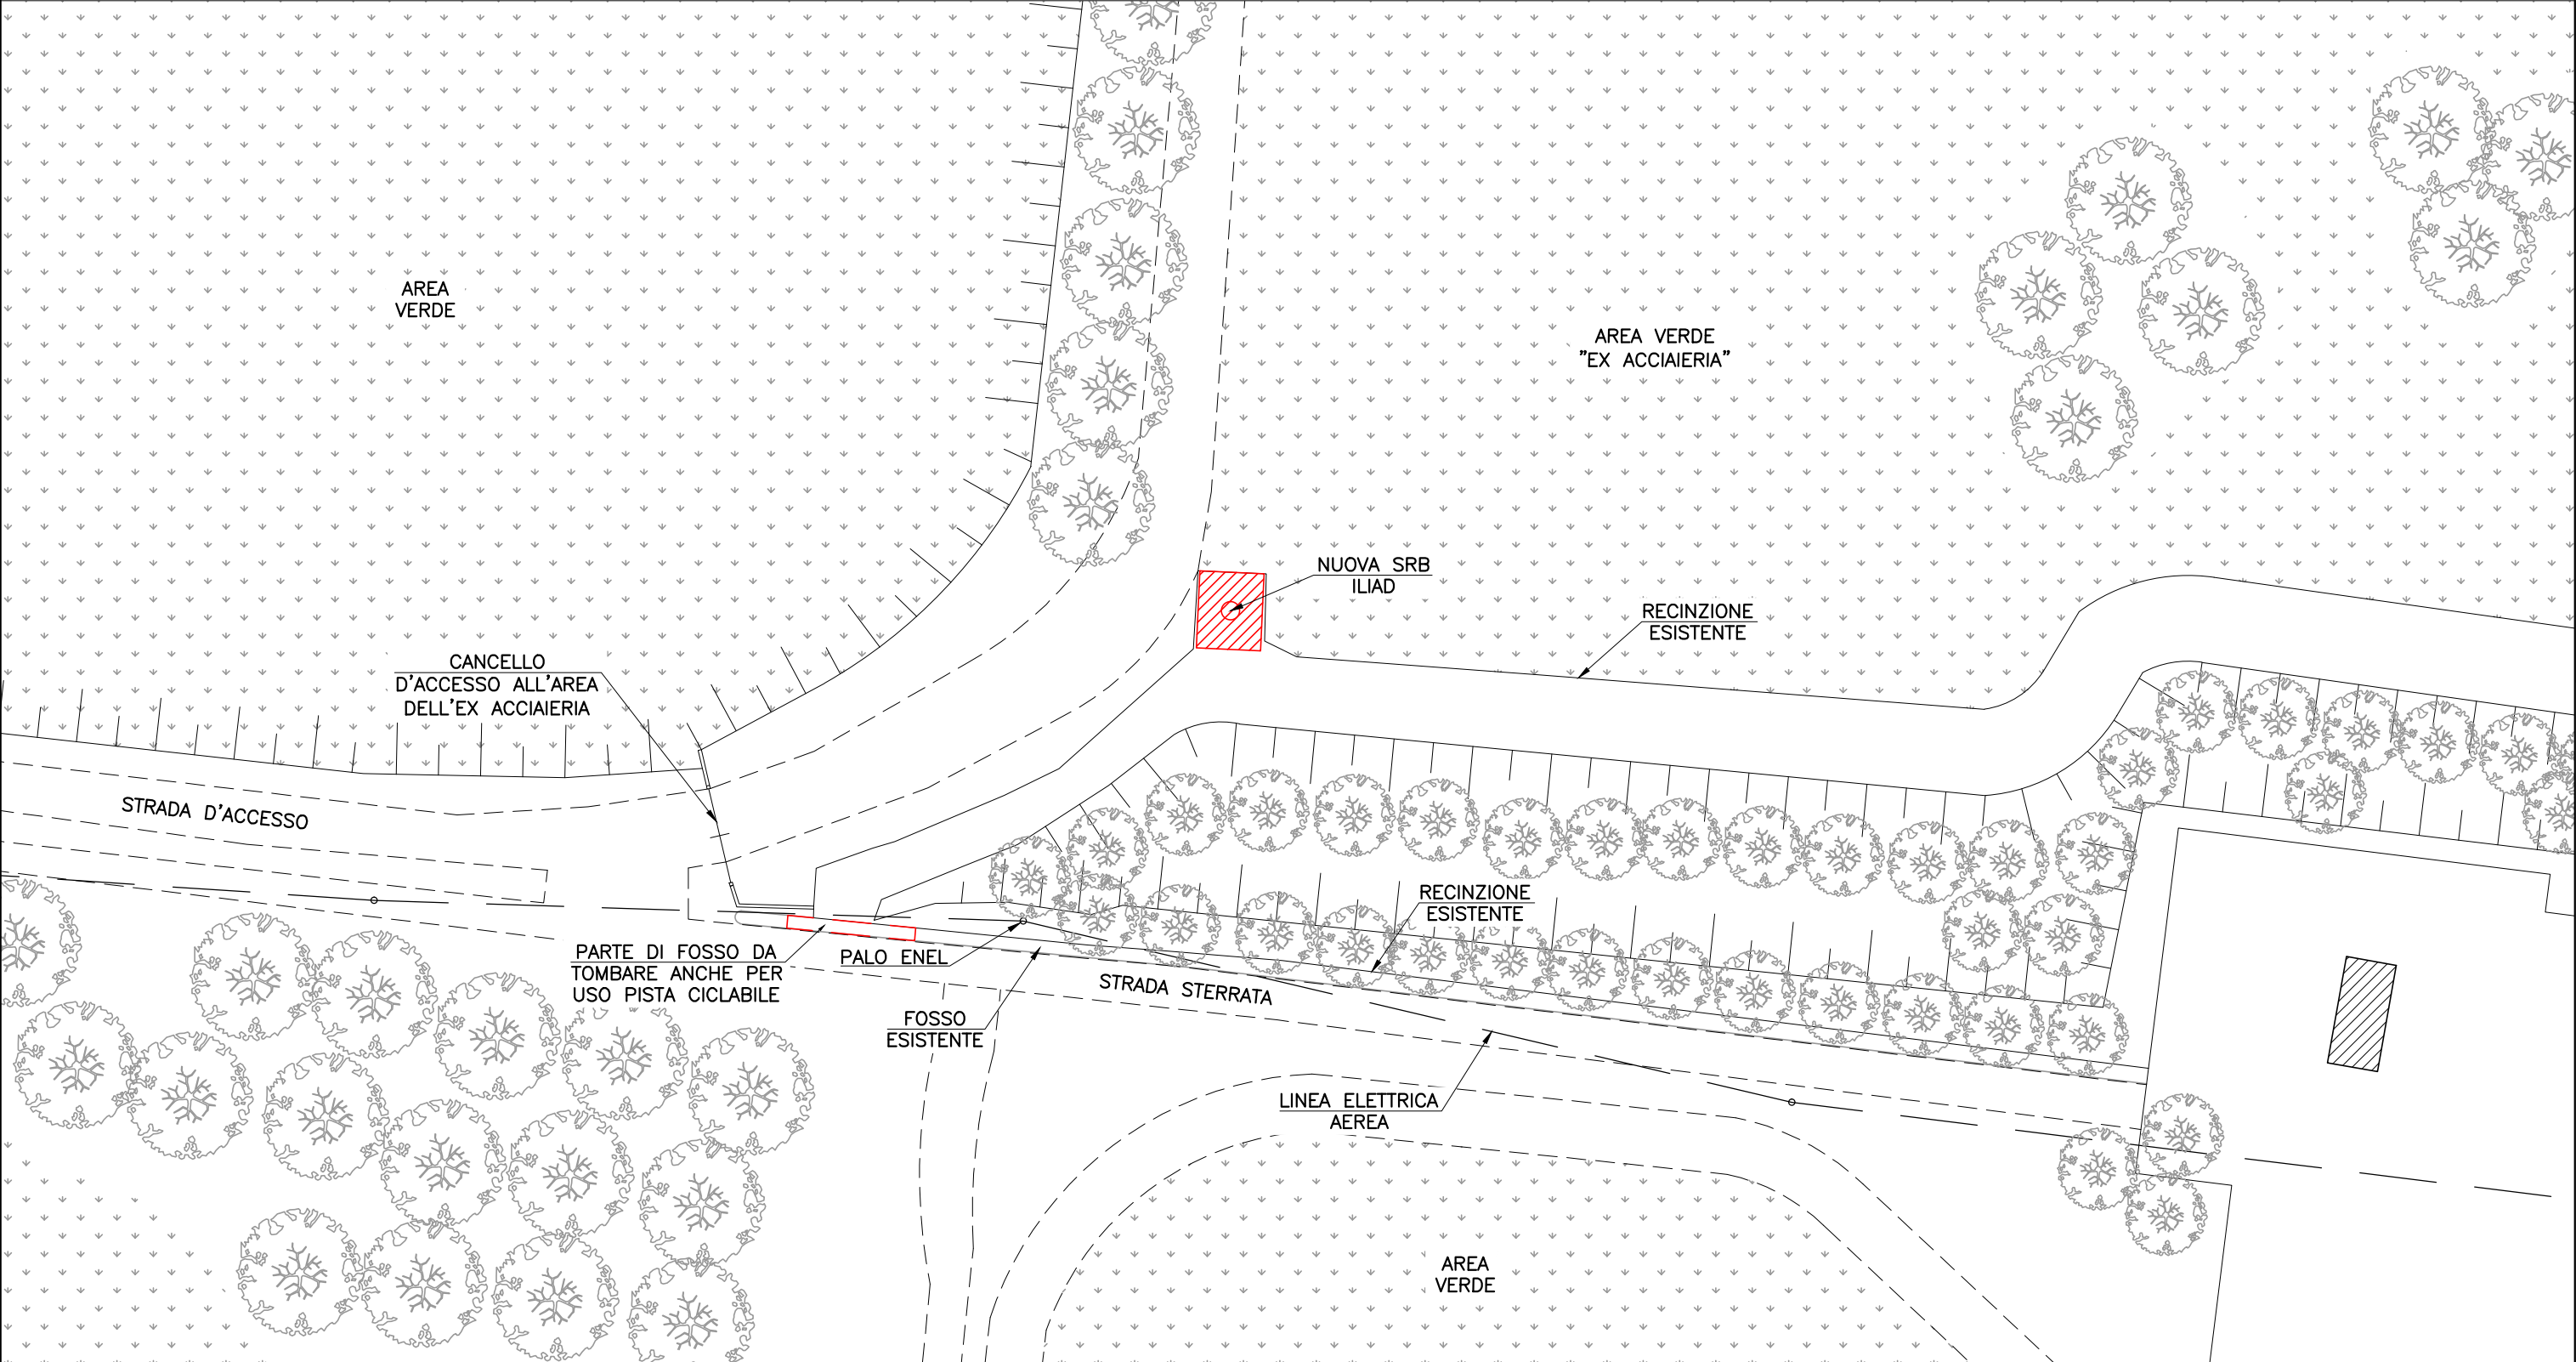 AREA
VERDE
AREA VERDE
"EX ACCIAIERIA"
NUOVA SRB
ILIAD
RECINZIONE
ESISTENTE
CANCELLO
D'ACCESSO ALL'AREA
DELL'EX ACCIAIERIA
STRADA D'ACCESSO
RECINZIONE
ESISTENTE
PARTE DI FOSSO DA
TOMBARE ANCHE PER
USO PISTA CICLABILE
PALO ENEL
STRADA STERRATA
FOSSO
ESISTENTE
LINEA ELETTRICA
AEREA
AREA
VERDE